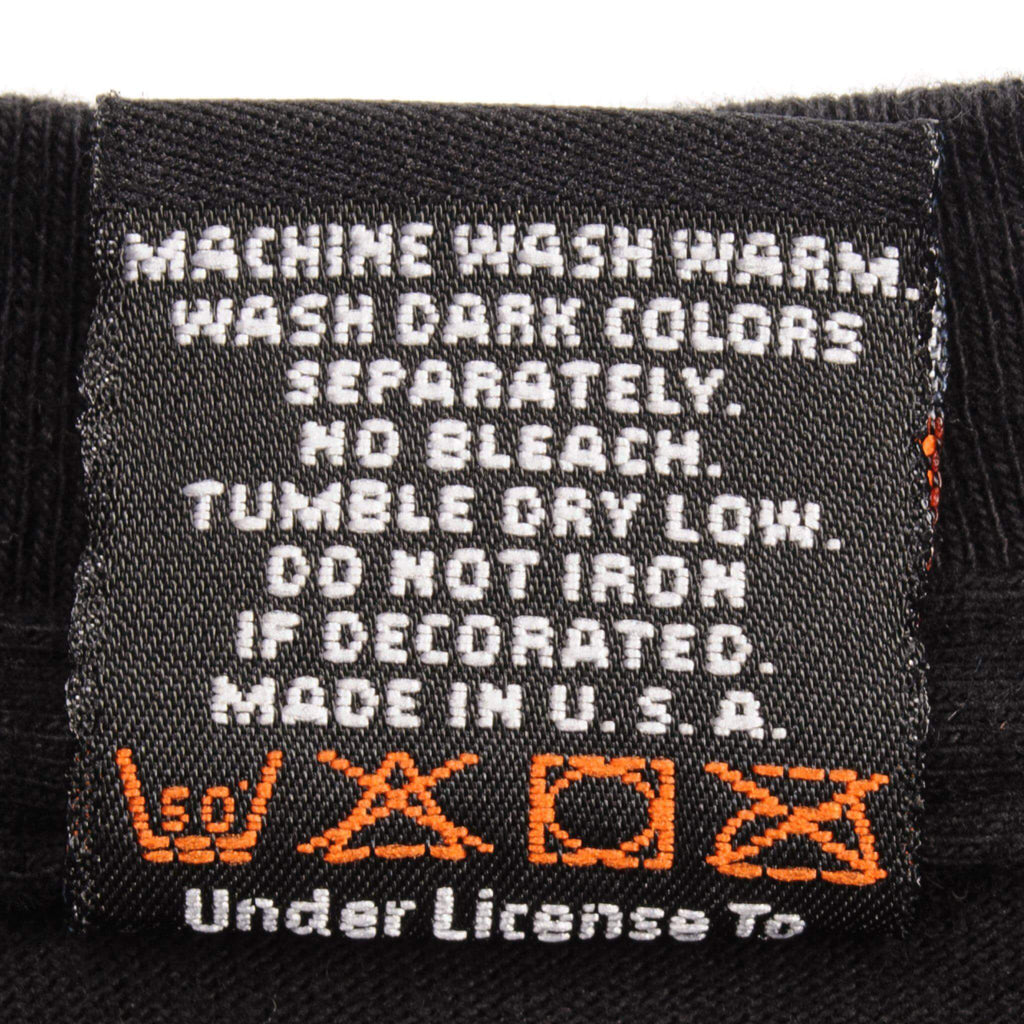 MACHINE WASH WARM.
WASH DARK COLORS
SEPARATELY.
NO BLEACH.
TUMBLE DRY LOW.
DO NOT IRON
IF DECORATED.
MADE IN U.S.A.
50°
Under License To